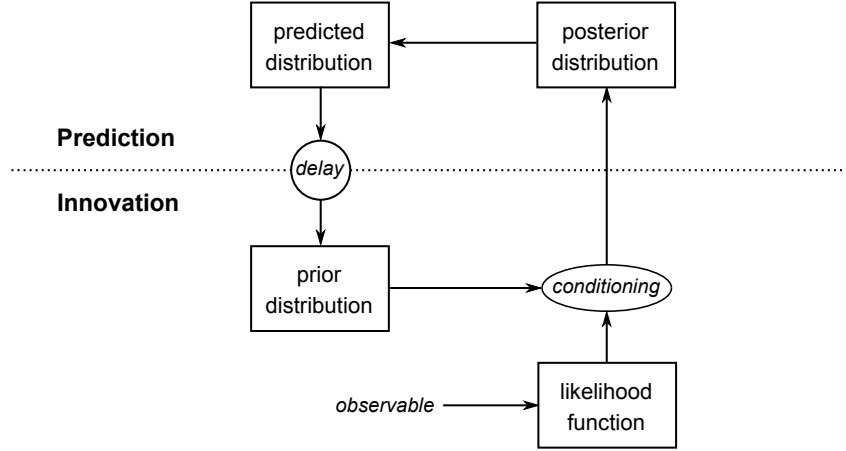 predicted
distribution
posterior
distribution
Prediction
delay
Innovation
prior
distribution
conditioning
observable
likelihood
function